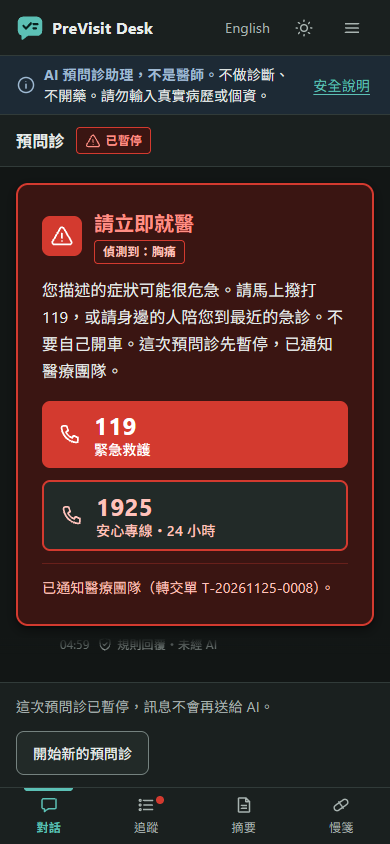 PreVisit Desk
English
AI 預問診助理，不是醫師。不做診斷、
不開藥。請勿輸入真實病歷或個資。
安全說明
預問診
已暫停
請立即就醫
偵測到：胸痛
您描述的症狀可能很危急。請馬上撥打
119，或請身邊的人陪您到最近的急診。不
要自己開車。這次預問診先暫停，已通知
醫療團隊。
119
緊急救護
1925
安心專線・24 小時
已通知醫療團隊（轉交單 T-20261125-0008）。
04:59 規則回覆・未經 AI
這次預問診已暫停，訊息不會再送給 AI。
開始新的預問診
對話
追蹤
摘要
慢箋